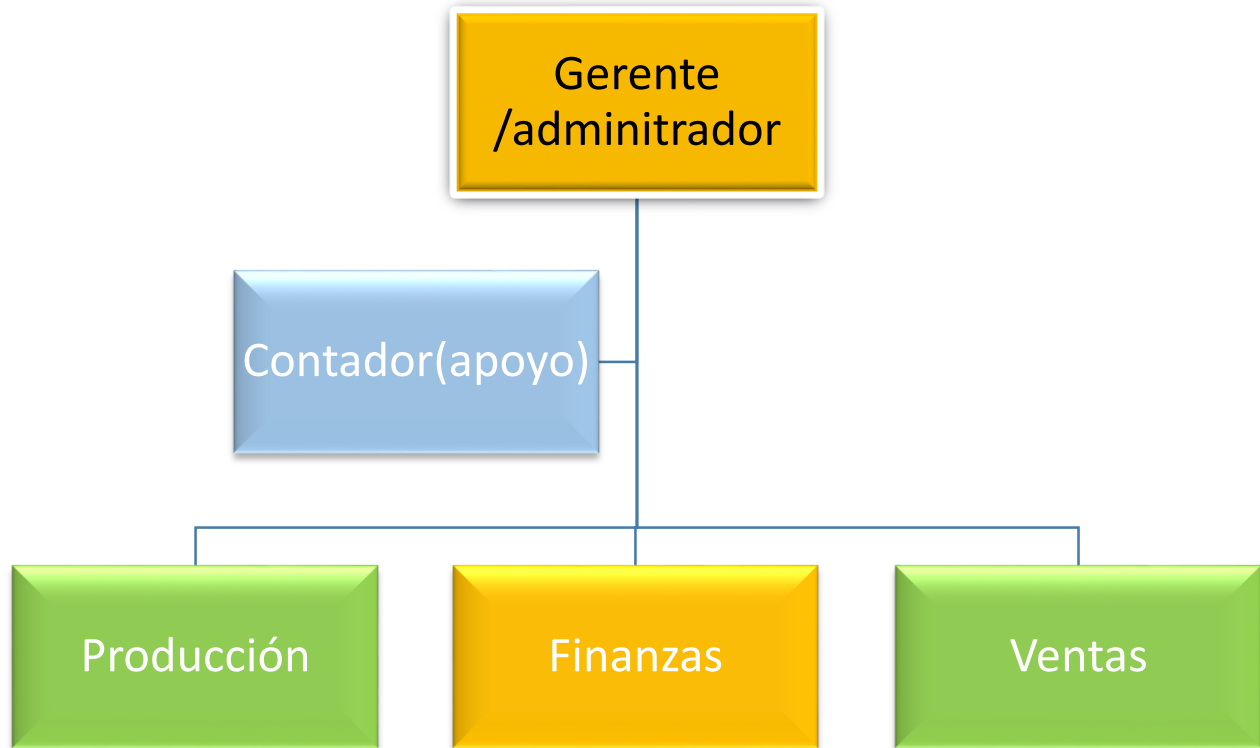 Gerente
/adminitrador
Contador(apoyo)
Producción
Finanzas
Ventas